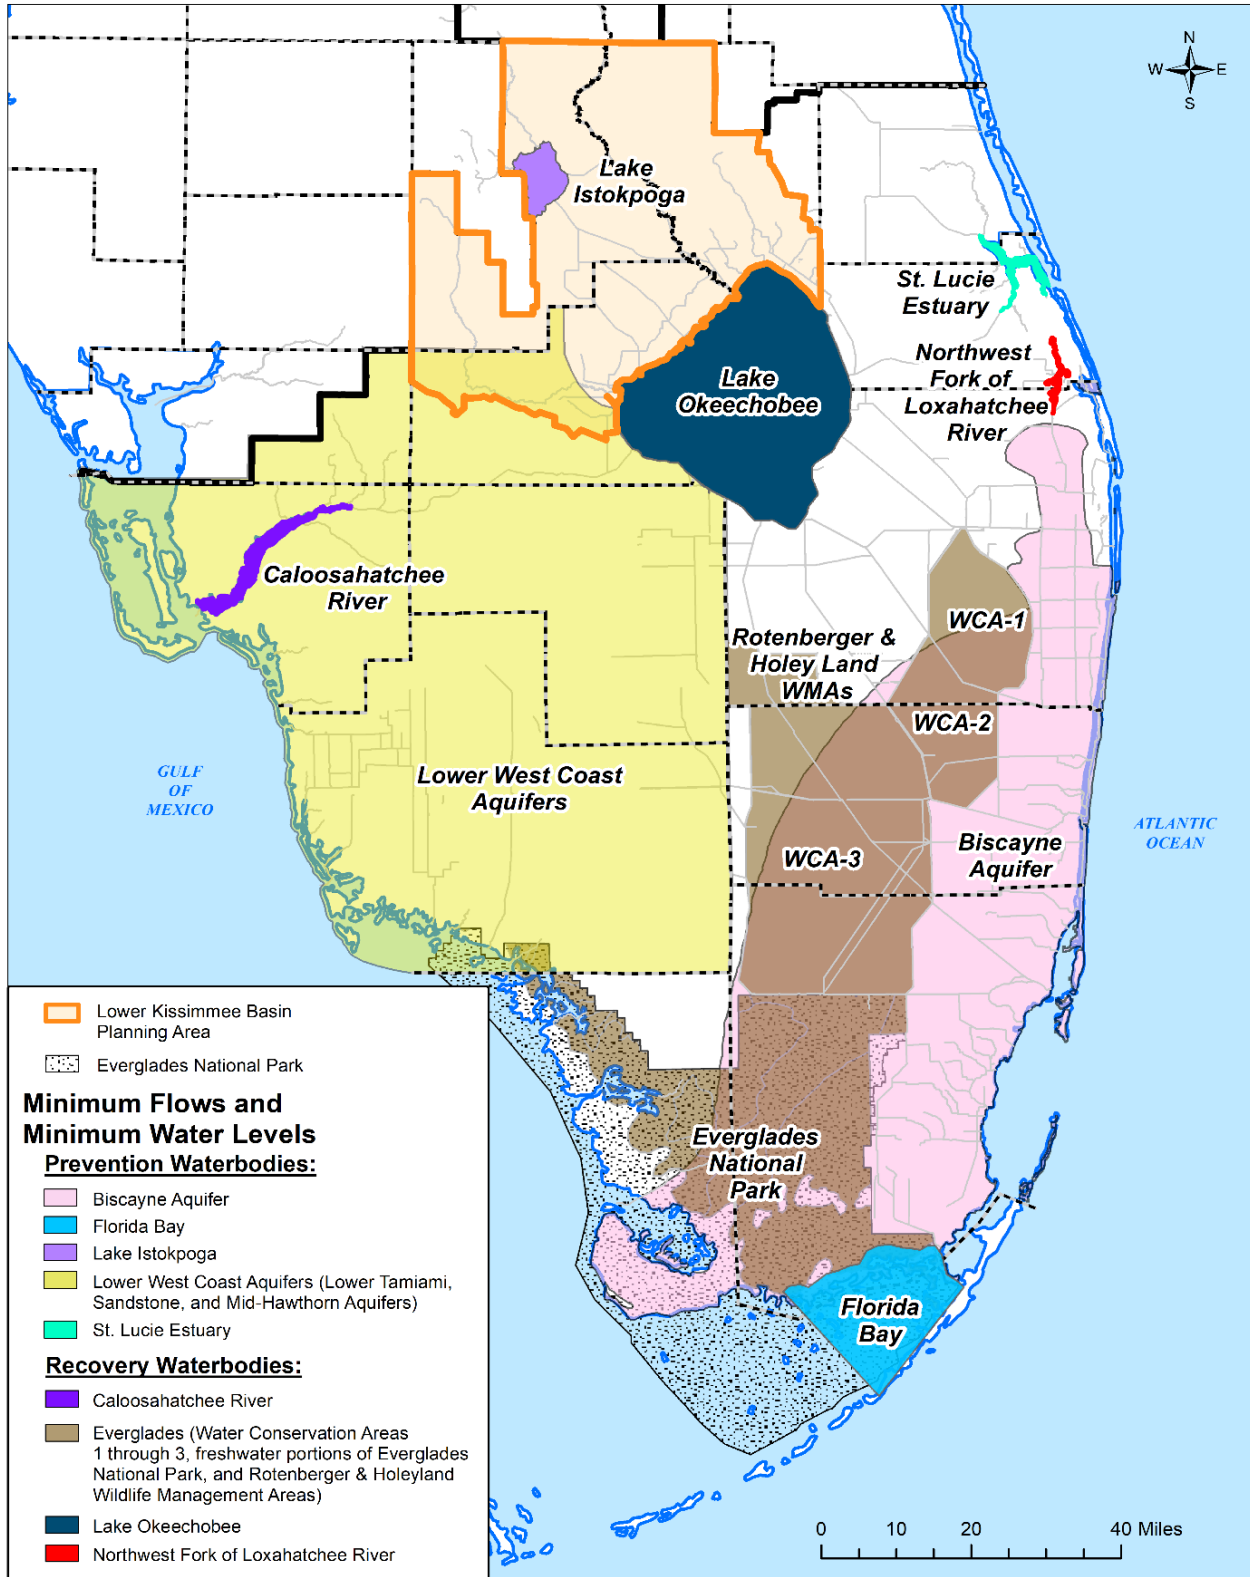 N
W E
S
Lake
Istokpoga
St. Lucie
Estuary
Northwest
Fork of
Loxahatchee
River
Lake
Okeechobee
Caloosahatchee
River
WCA-1
Rotenberger &
Holey Land
WMAs
WCA-2
Lower West Coast
Aquifers
GULF
OF
MEXICO
ATLANTIC
OCEAN
WCA-3
Biscayne
Aquifer
Everglades
National
Park
Florida
Bay
Lower Kissimmee Basin
Planning Area
Everglades National Park
Minimum Flows and
Minimum Water Levels
Prevention Waterbodies:
Biscayne Aquifer
Florida Bay
Lake Istokpoga
Lower West Coast Aquifers (Lower Tamiami,
Sandstone, and Mid-Hawthorn Aquifers)
St. Lucie Estuary
Recovery Waterbodies:
Caloosahatchee River
Everglades (Water Conservation Areas
1 through 3, freshwater portions of Everglades
National Park, and Rotenberger & Holeyland
Wildlife Management Areas)
Lake Okeechobee
Northwest Fork of Loxahatchee River
0 10 20 40 Miles